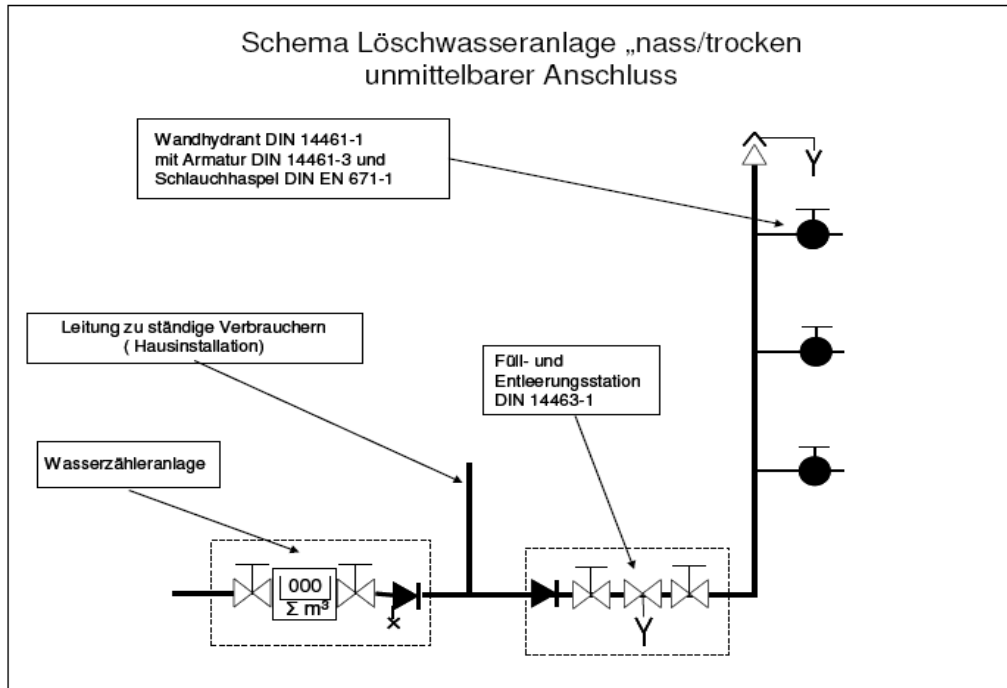 Schema Löschwasseranlage „nass/trocken
unmittelbarer Anschluss
Wandhydrant DIN 14461-1
mit Armatur DIN 14461-3 und
Schlauchhaspel DIN EN 671-1
Leitung zu ständige Verbrauchern
( Hausinstallation)
Füll- und
Entleerungsstation
DIN 14463-1
Wasserzähleranlage
000
Σ m³